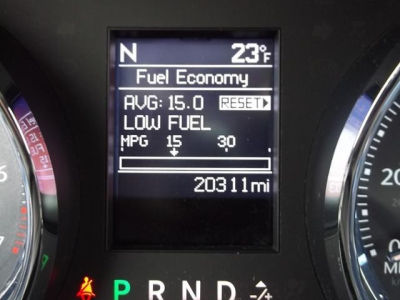 N 23°F
Fuel Economy
AVG: 15.0 RESET
LOW FUEL
MPG 15 30
20311mi
P R N D -/+